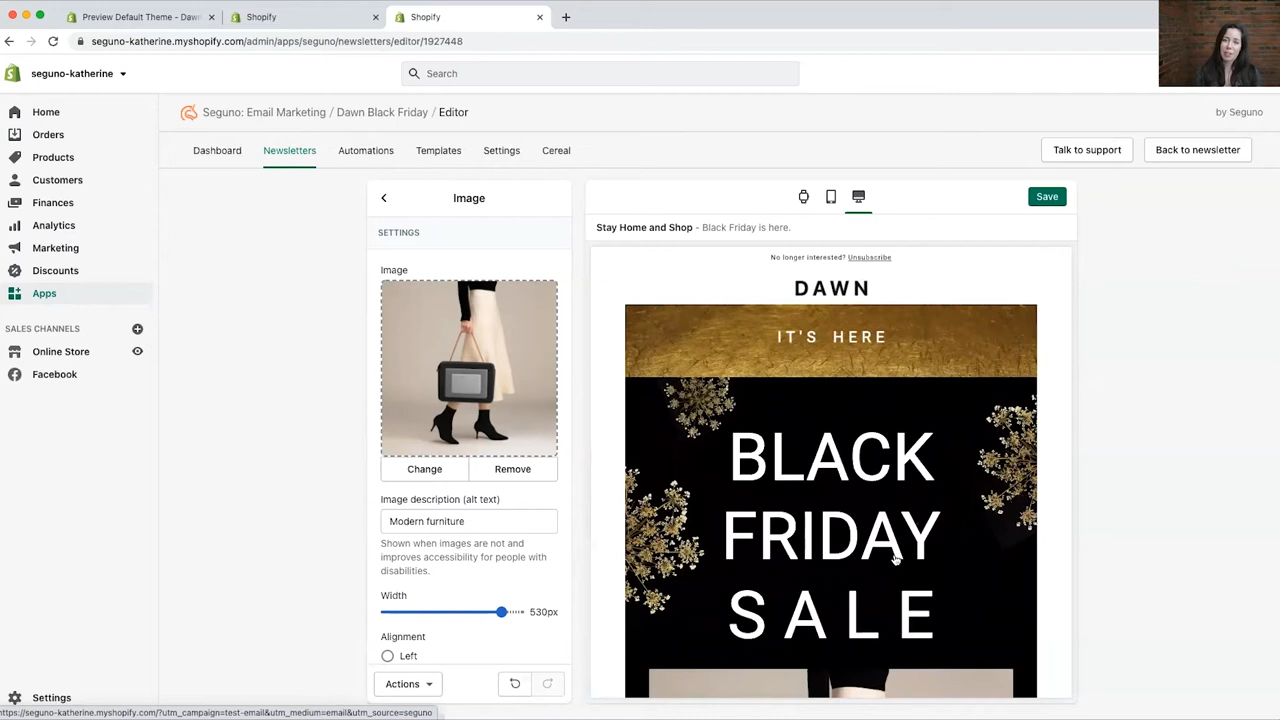 Preview Default Theme - Dawn
Shopify
Shopify
seguno-katherine.myshopify.com/admin/apps/seguno/newsletters/editor/1927448
seguno-katherine
Search
Home
Orders
Products
Customers
Finances
Analytics
Marketing
Discounts
Apps
SALES CHANNELS
Online Store
Facebook
Settings
Seguno: Email Marketing / Dawn Black Friday / Editor
by Seguno
Dashboard
Newsletters
Automations
Templates
Settings
Cereal
Talk to support
Back to newsletter
Image
SETTINGS
Image
Change
Remove
Image description (alt text)
Modern furniture
Shown when images are not and
improves accessibility for people with
disabilities.
Width
530px
Alignment
Left
Actions
Save
Stay Home and Shop - Black Friday is here.
No longer interested? Unsubscribe
DAWN
IT'S HERE
BLACK
FRIDAY
SALE
https://seguno-katherine.myshopify.com/?utm_campaign=test-email&utm_medium=email&utm_source=seguno